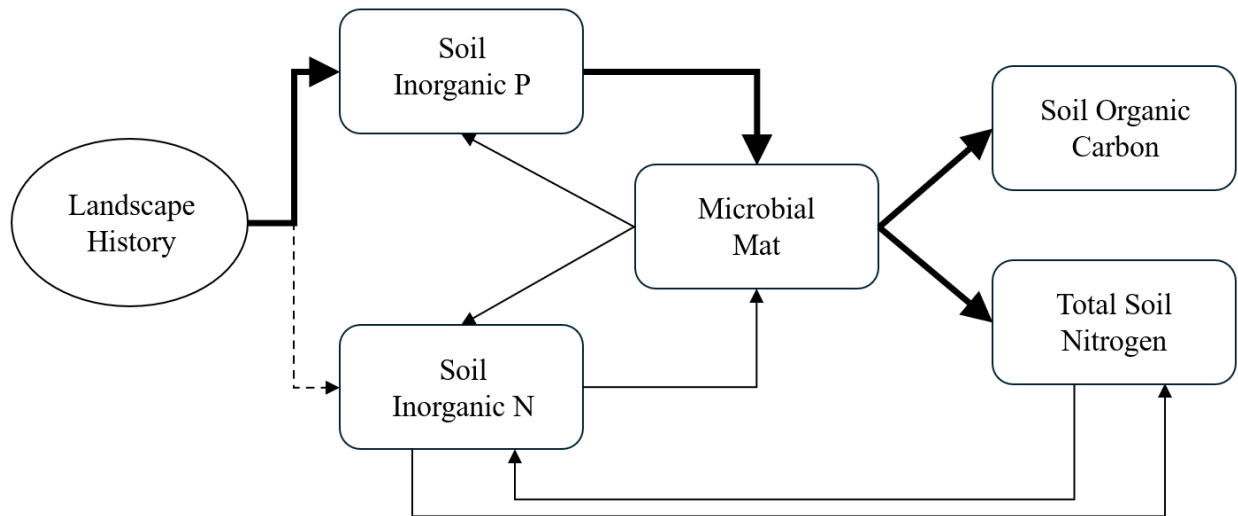 Landscape
History
Soil
Inorganic P
Soil
Inorganic N
Microbial
Mat
Soil Organic
Carbon
Total Soil
Nitrogen